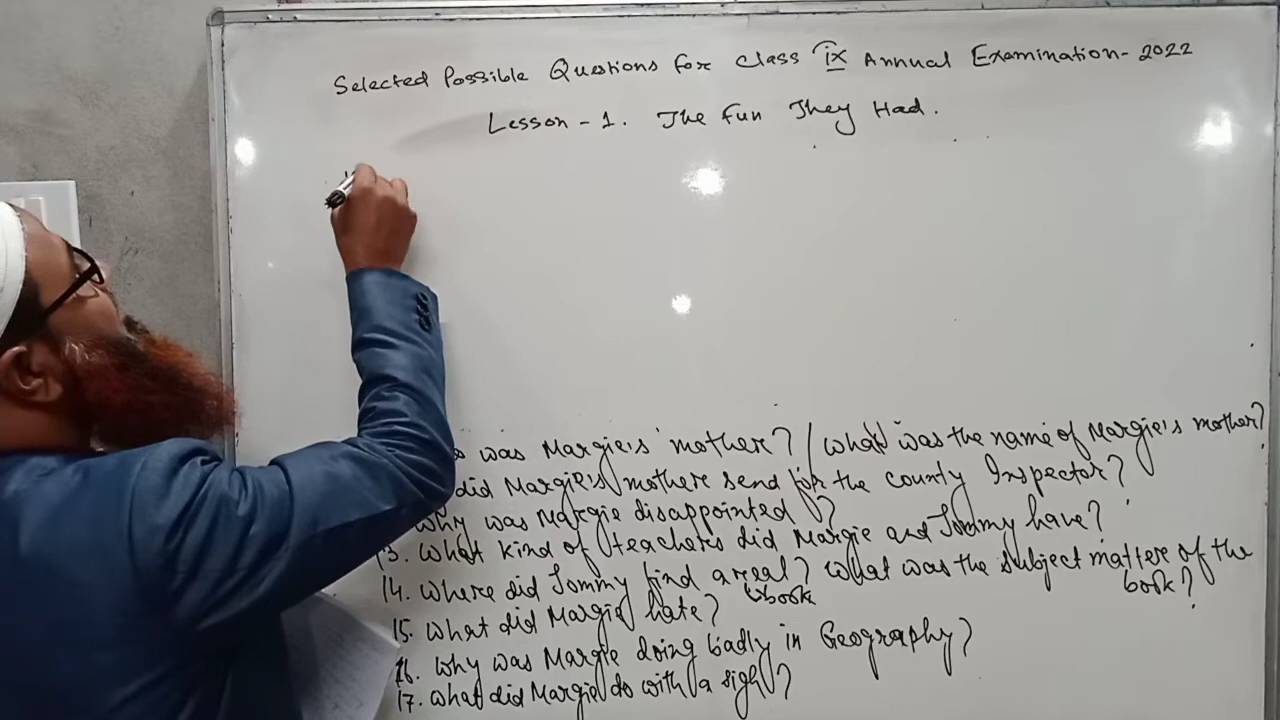 Selected Possible Questions for class IX Annual Examination- 2022
Lesson - 1. The Fun They Had.
was Margie's mother? / What was the name of Margie's mother?
did Margie's mother send for the county Inspector?
Why was Margie disappointed?
13. What kind of teachers did Margie and Tommy have?
14. Where did Tommy find a real book? What was the subject matter of the book?
15. What did Margie hate?
16. Why was Margie doing badly in Geography?
17. What did Margie do with a sigh?